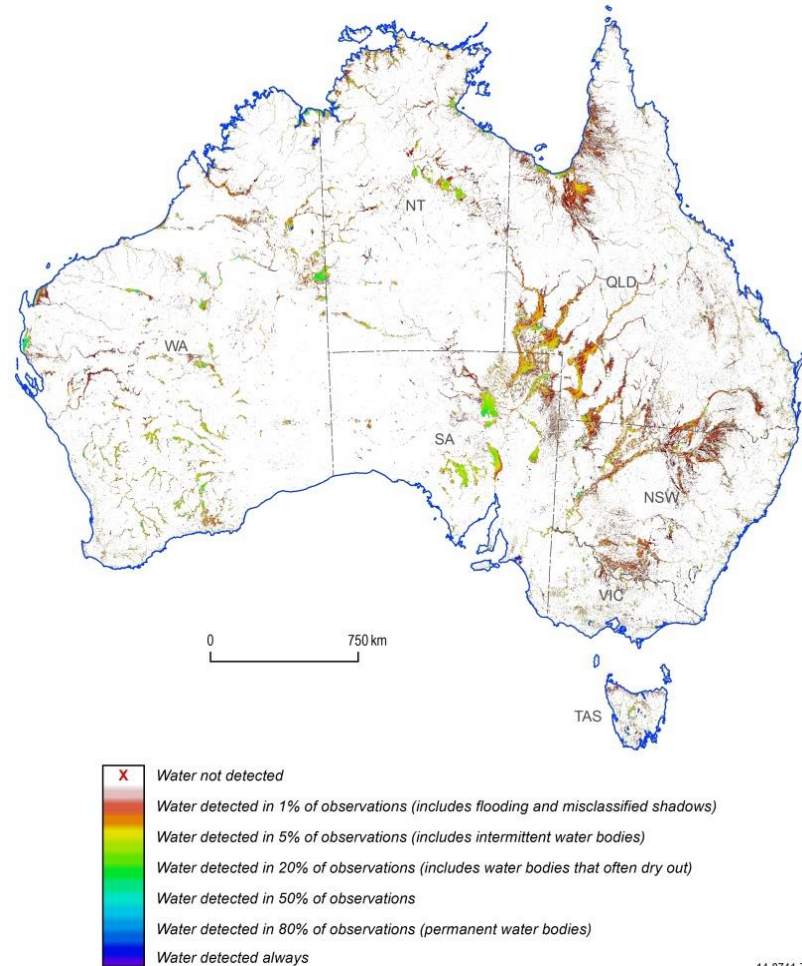 NT
QLD
WA
SA
NSW
VIC
0 750 km
TAS
X Water not detected
Water detected in 1% of observations (includes flooding and misclassified shadows)
Water detected in 5% of observations (includes intermittent water bodies)
Water detected in 20% of observations (includes water bodies that often dry out)
Water detected in 50% of observations
Water detected in 80% of observations (permanent water bodies)
Water detected always